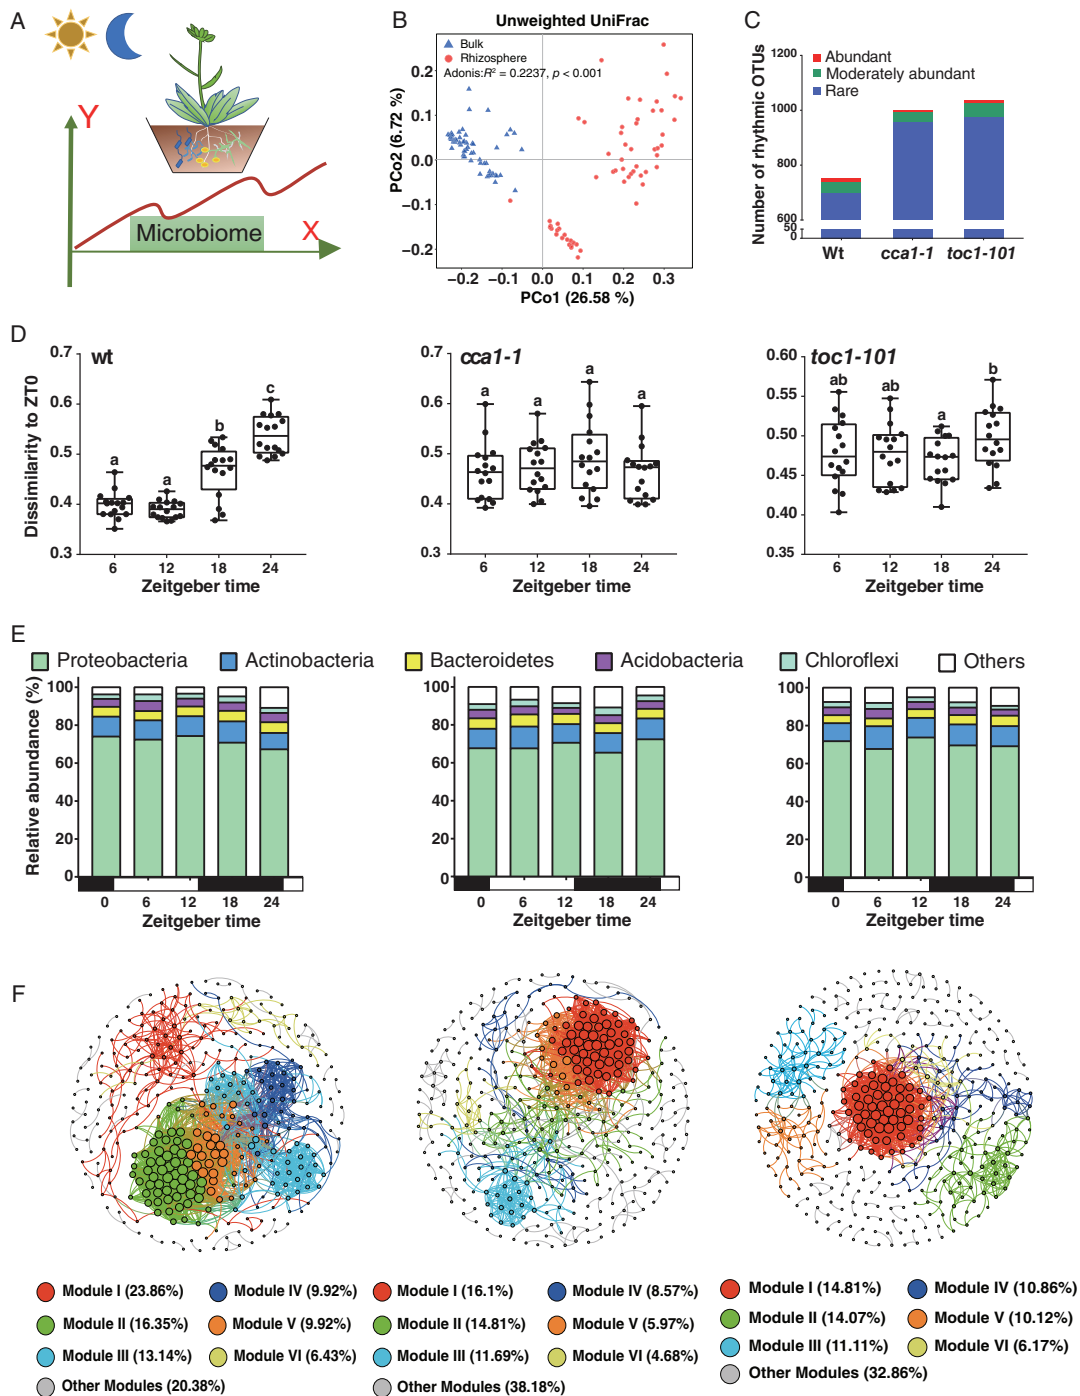 A
Y
X
Microbiome
B
Unweighted UniFrac
Bulk
Rhizosphere
Adonis:R² = 0.2237, p < 0.001
PCo2 (6.72 %)
0.2
0.1
0.0
−0.1
−0.2
−0.2 −0.1 0.0 0.1 0.2 0.3
PCo1 (26.58 %)
C
Number of rhythmic OTUs
1200
1000
800
600
50
0
Abundant
Moderately abundant
Rare
Wt cca1-1 toc1-101
D
Dissimilarity to ZT0
wt
0.7
0.6
0.5
0.4
0.3
a a b c
6 12 18 24
Zeitgeber time
cca1-1
0.7
0.6
0.5
0.4
0.3
a a a a
6 12 18 24
Zeitgeber time
toc1-101
0.60
0.55
0.50
0.45
0.40
0.35
ab ab a b
6 12 18 24
Zeitgeber time
E
Proteobacteria Actinobacteria Bacteroidetes Acidobacteria Chloroflexi Others
Relative abundance (%)
100
80
60
40
20
0
0 6 12 18 24
Zeitgeber time
100
80
60
40
20
0
0 6 12 18 24
Zeitgeber time
100
80
60
40
20
0
0 6 12 18 24
Zeitgeber time
F
Module I (23.86%) Module IV (9.92%)
Module II (16.35%) Module V (9.92%)
Module III (13.14%) Module VI (6.43%)
Other Modules (20.38%)
Module I (16.1%) Module IV (8.57%)
Module II (14.81%) Module V (5.97%)
Module III (11.69%) Module VI (4.68%)
Other Modules (38.18%)
Module I (14.81%) Module IV (10.86%)
Module II (14.07%) Module V (10.12%)
Module III (11.11%) Module VI (6.17%)
Other Modules (32.86%)